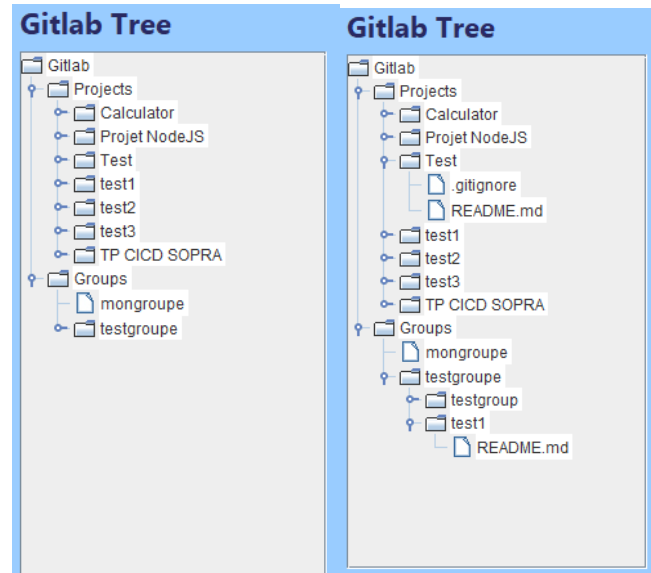 Gitlab Tree
Gitlab
Projects
Calculator
Projet NodeJS
Test
test1
test2
test3
TP CICD SOPRA
Groups
mongroupe
testgroupe
Gitlab Tree
Gitlab
Projects
Calculator
Projet NodeJS
Test
.gitignore
README.md
test1
test2
test3
TP CICD SOPRA
Groups
mongroupe
testgroupe
testgroup
test1
README.md